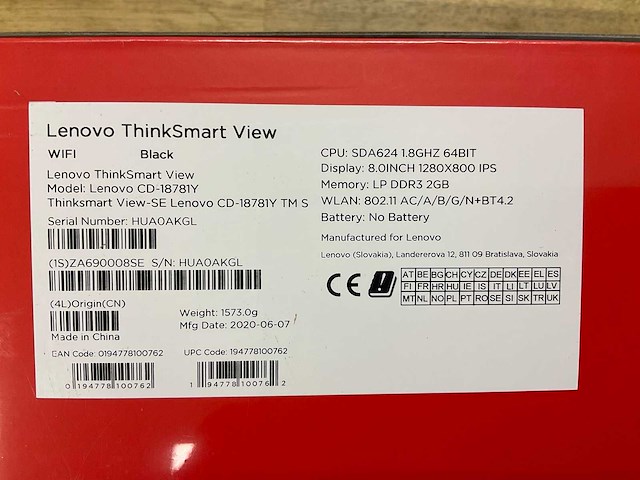 Lenovo ThinkSmart View
WIFI Black
Lenovo ThinkSmart View
Model: Lenovo CD-18781Y
Thinksmart View-SE Lenovo CD-18781Y TM S
Serial Number: HUA0AKGL
(1S)ZA690008SE S/N: HUA0AKGL
(4L)Origin(CN)
Made in China
Weight: 1573.0g
Mfg Date: 2020-06-07
EAN Code: 0194778100762
UPC Code: 194778100762
0 194778 100762
1 94778 10076 2
CPU: SDA624 1.8GHZ 64BIT
Display: 8.0INCH 1280X800 IPS
Memory: LP DDR3 2GB
WLAN: 802.11 AC/A/B/G/N+BT4.2
Battery: No Battery
Manufactured for Lenovo
Lenovo (Slovakia), Landererova 12, 811 09 Bratislava, Slovakia
CE
AT BE BG CH CY CZ DE DK EE EL ES
FI FR HR HU IE IS IT LI LT LU LV
MT NL NO PL PT RO SE SI SK TR UK